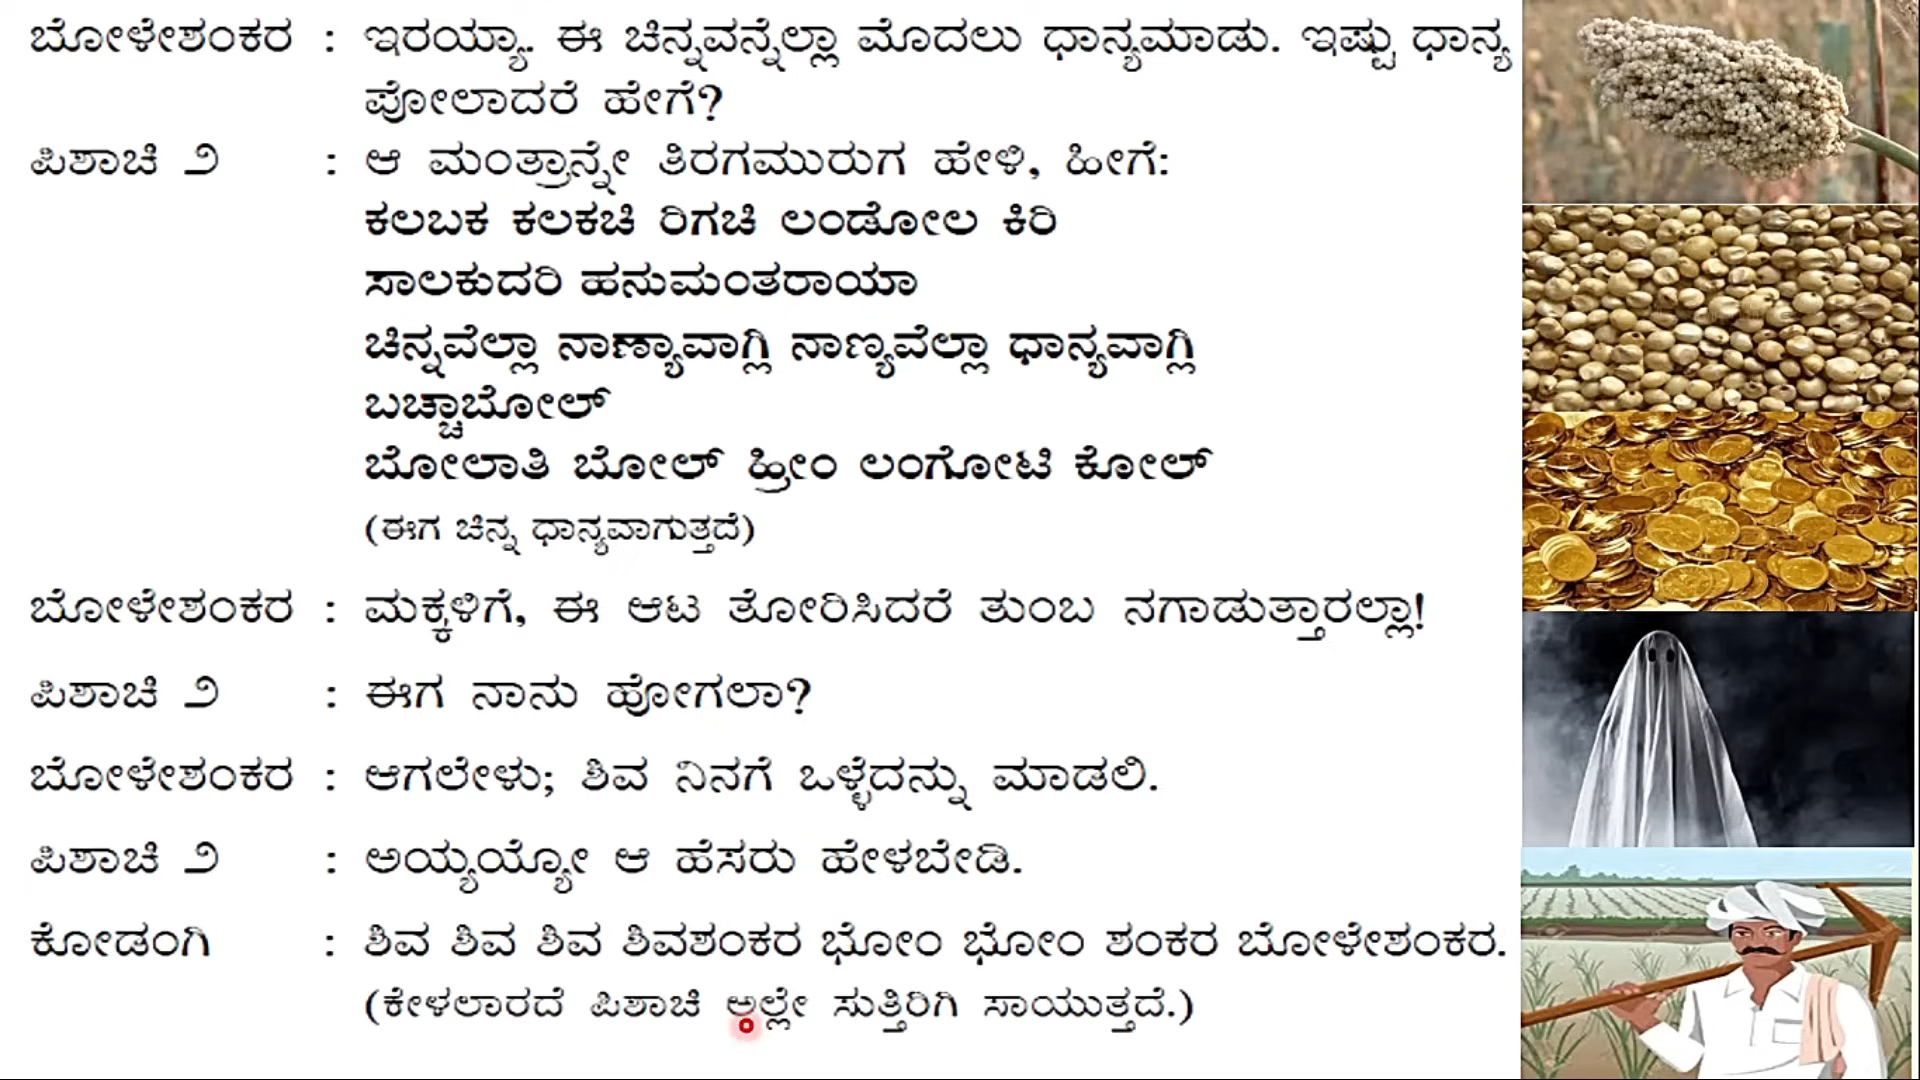 ಬೋಳೇಶಂಕರ : ಇರಯ್ಯಾ. ಈ ಚಿನ್ನವನ್ನೆಲ್ಲಾ ಮೊದಲು ಧಾನ್ಯಮಾಡು. ಇಷ್ಟು ಧಾನ್ಯ
ಪೋಲಾದರೆ ಹೇಗೆ?
ಪಿಶಾಚಿ ೨ : ಆ ಮಂತ್ರಾನ್ನೇ ತಿರಗಮುರುಗ ಹೇಳಿ, ಹೀಗೆ:
ಕಲಬಕ ಕಲಕಚಿ ರಿಗಚಿ ಲಂಡೋಲ ಕಿರಿ
ಸಾಲಕುದರಿ ಹನುಮಂತರಾಯಾ
ಚಿನ್ನವೆಲ್ಲಾ ನಾಣ್ಯಾವಾಗ್ಲಿ ನಾಣ್ಯವೆಲ್ಲಾ ಧಾನ್ಯವಾಗ್ಲಿ
ಬಚ್ಚಾಬೋಲ್
ಬೋಲಾತಿ ಬೋಲ್ ಹ್ರೀಂ ಲಂಗೋಟಿ ಕೋಲ್
(ಈಗ ಚಿನ್ನ ಧಾನ್ಯವಾಗುತ್ತದೆ)
ಬೋಳೇಶಂಕರ : ಮಕ್ಕಳಿಗೆ, ಈ ಆಟ ತೋರಿಸಿದರೆ ತುಂಬ ನಗಾಡುತ್ತಾರಲ್ಲಾ!
ಪಿಶಾಚಿ ೨ : ಈಗ ನಾನು ಹೋಗಲಾ?
ಬೋಳೇಶಂಕರ : ಆಗಲೇಳು; ಶಿವ ನಿನಗೆ ಒಳ್ಳೆದನ್ನು ಮಾಡಲಿ.
ಪಿಶಾಚಿ ೨ : ಅಯ್ಯಯ್ಯೋ ಆ ಹೆಸರು ಹೇಳಬೇಡಿ.
ಕೋಡಂಗಿ : ಶಿವ ಶಿವ ಶಿವ ಶಿವಶಂಕರ ಭೋಂ ಭೋಂ ಶಂಕರ ಬೋಳೇಶಂಕರ.
(ಕೇಳಲಾರದೆ ಪಿಶಾಚಿ ಅಲ್ಲೇ ಸುತ್ತಿರಿಗಿ ಸಾಯುತ್ತದೆ.)